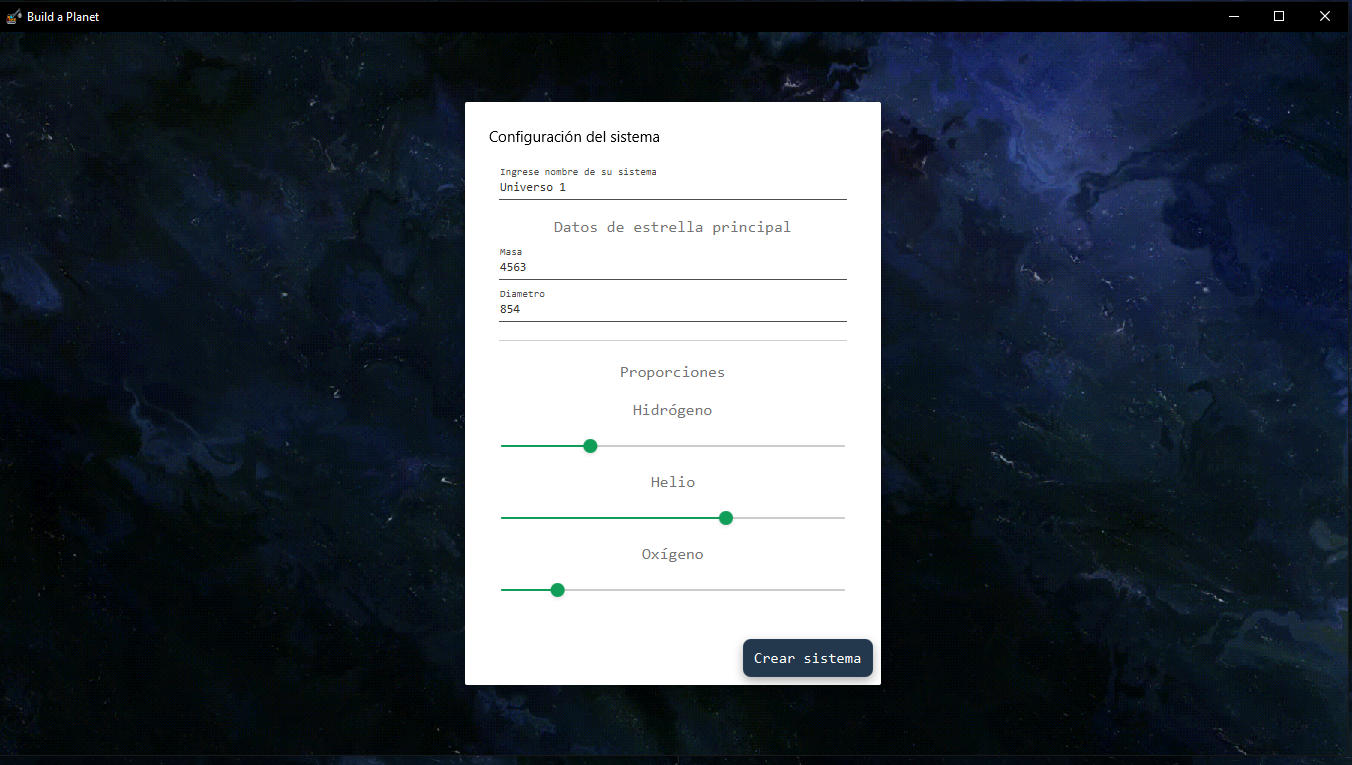 Build a Planet
Configuración del sistema
Ingrese nombre de su sistema
Universo 1
Datos de estrella principal
Masa
4563
Diametro
854
Proporciones
Hidrógeno
Helio
Oxígeno
Crear sistema